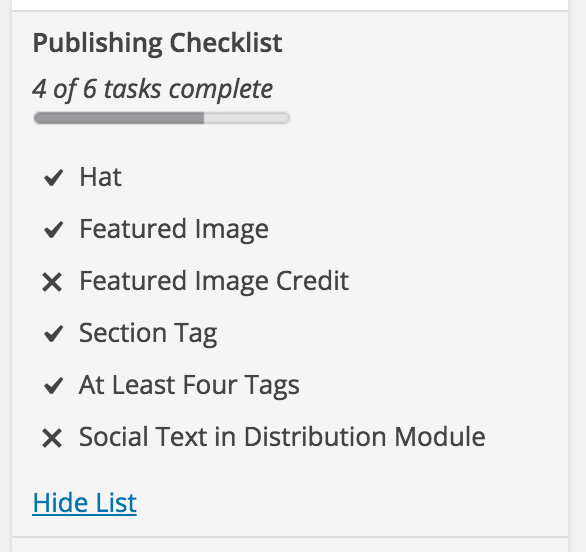 Publishing Checklist
4 of 6 tasks complete
Hat
Featured Image
Featured Image Credit
Section Tag
At Least Four Tags
Social Text in Distribution Module
Hide List